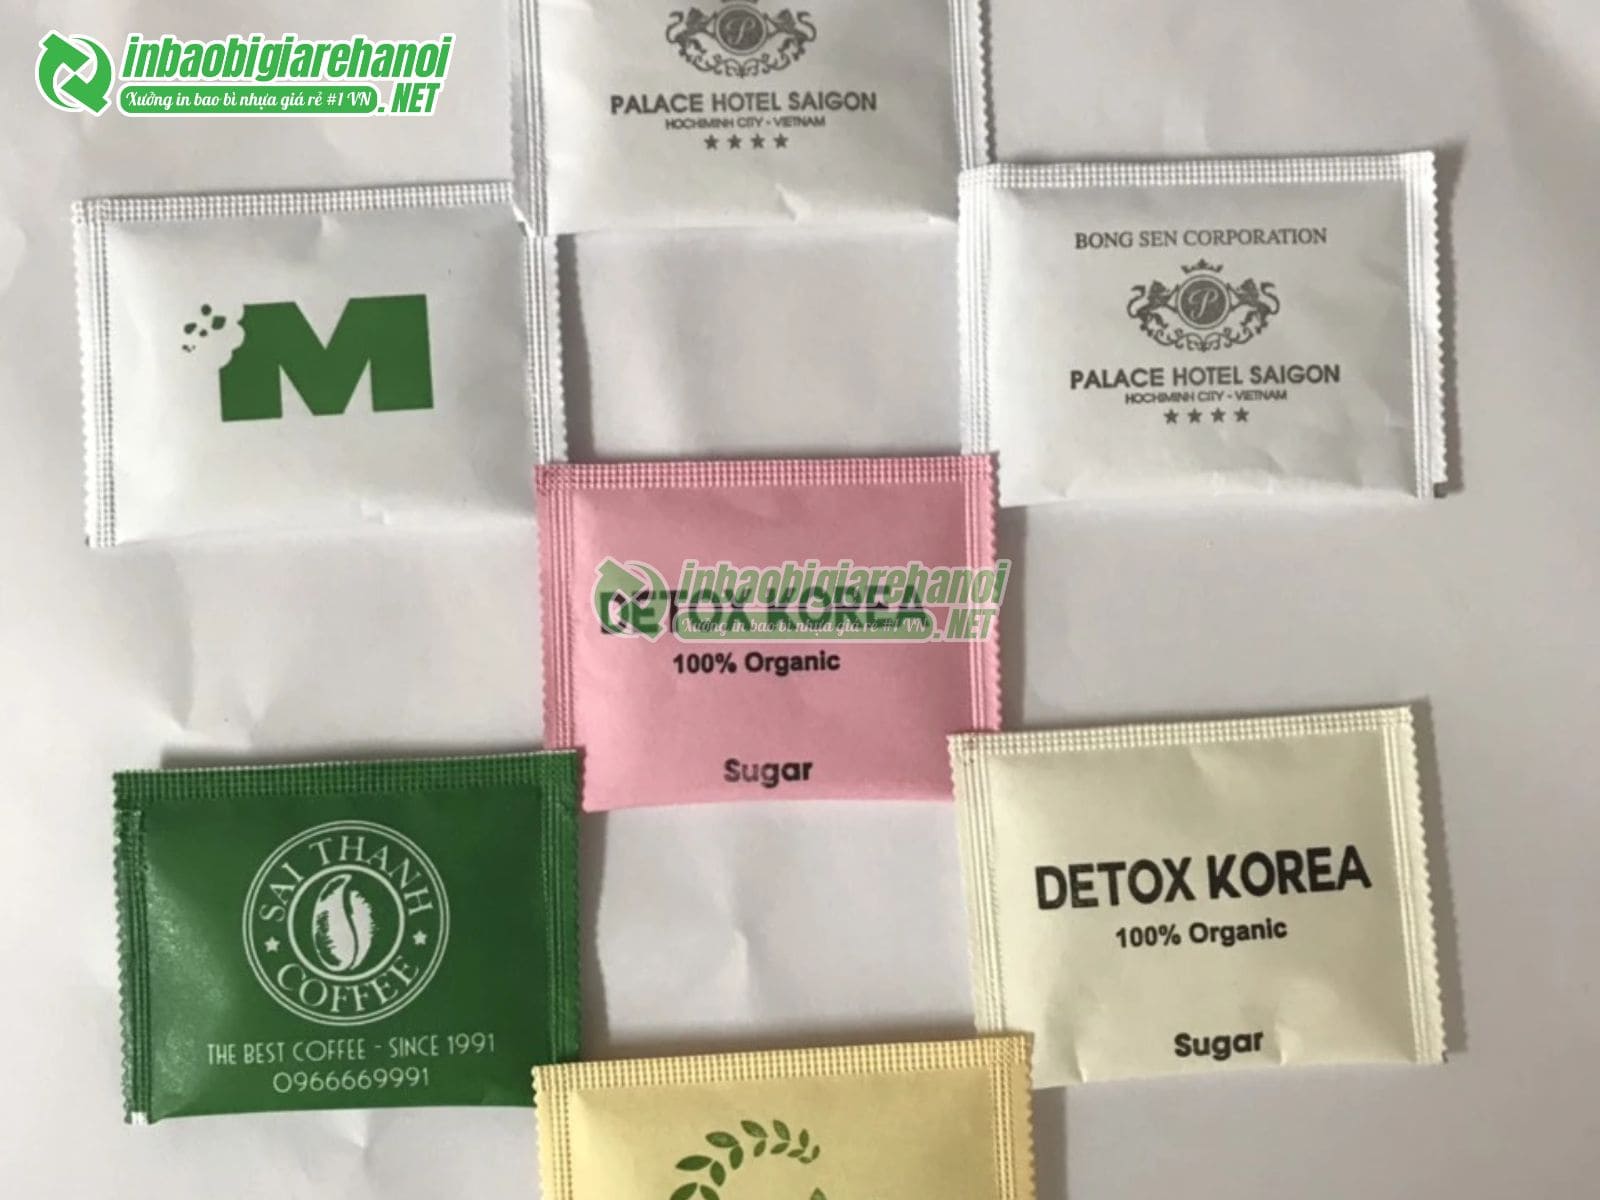 inbaobigiarehanoi
Xưởng in bao bì nhựa giá rẻ #1 VN .NET
P
PALACE HOTEL SAIGON
HOCHIMINH CITY - VIETNAM
M
BONG SEN CORPORATION
P
PALACE HOTEL SAIGON
HOCHIMINH CITY - VIETNAM
DETOX KOREA
inbaobigiarehanoi
Xưởng in bao bì nhựa giá rẻ #1 VN .NET
100% Organic
Sugar
SAI THANH
COFFEE
THE BEST COFFEE - SINCE 1991
0966669991
DETOX KOREA
100% Organic
Sugar